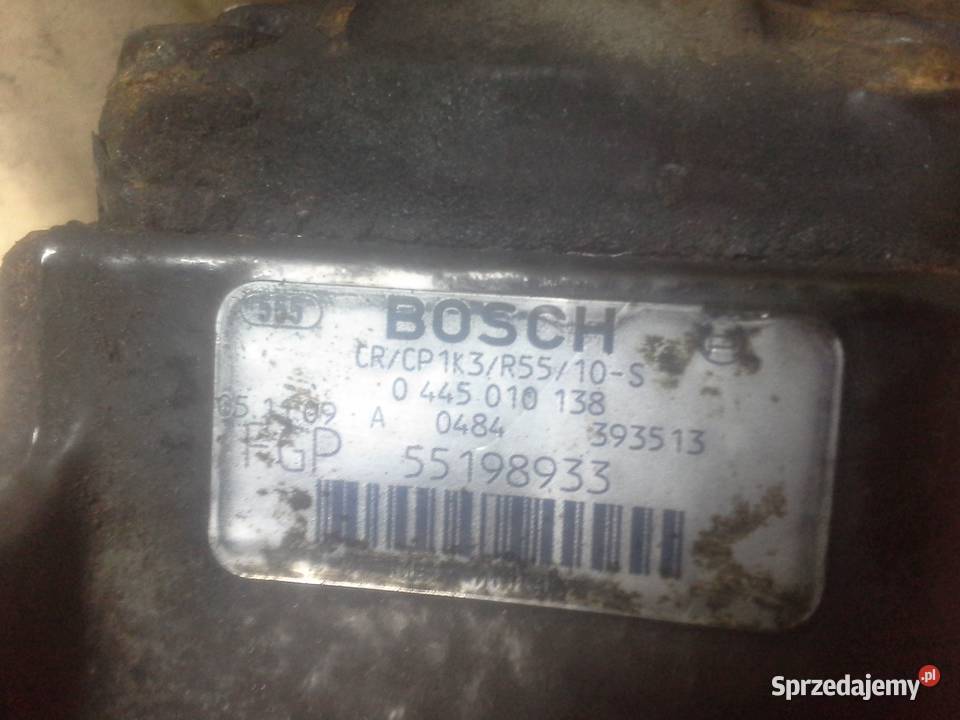 BOSCH
CR/CP1K3/R55/10-S
0 445 010 138
A 0484 393513
FGP 55198933
Sprzedajemy.pl